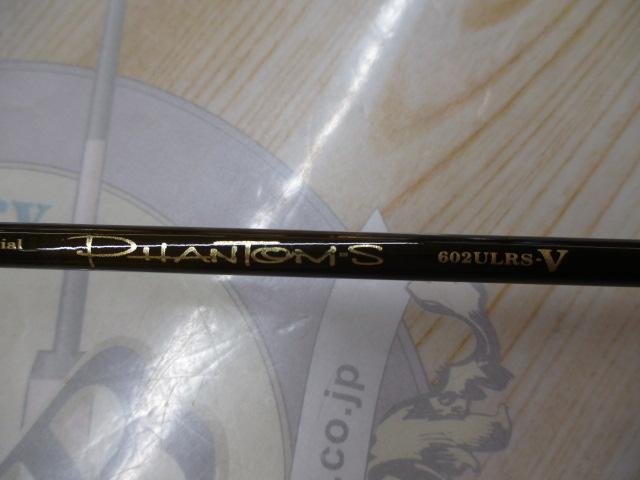 ial PHANTOM-S 602ULRS-V
.co.jp